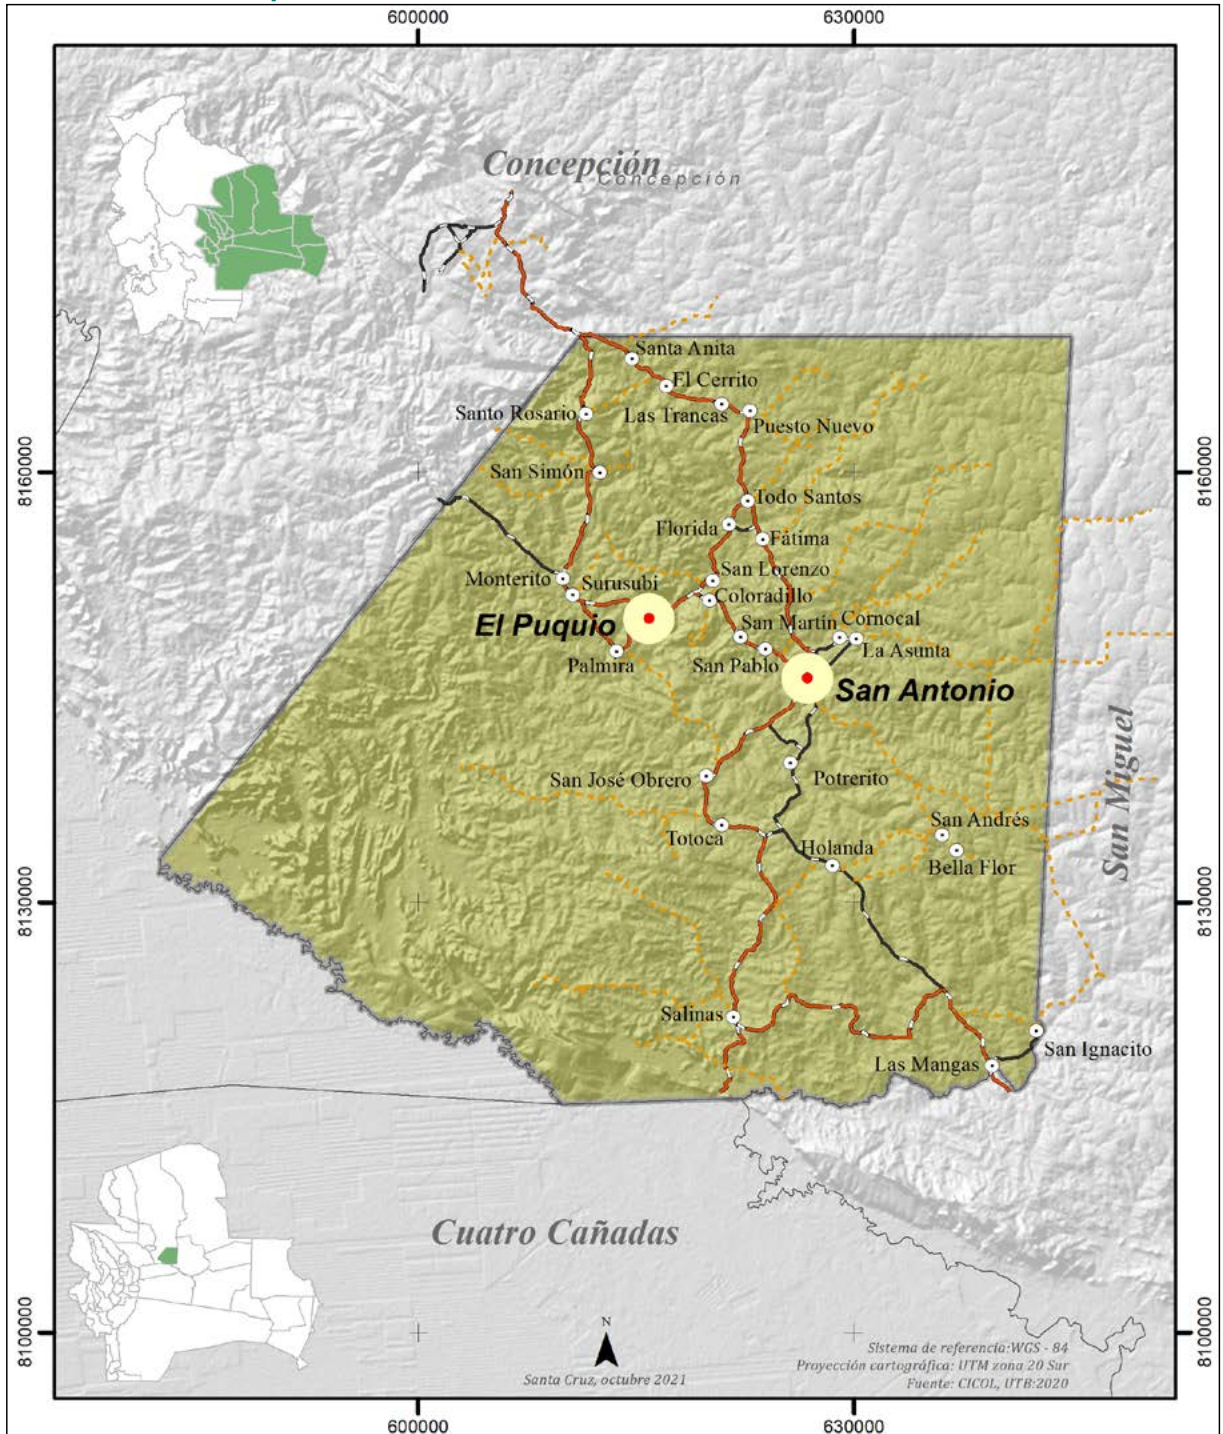 600000
630000
Concepción
Concepción
Santa Anita
El Cerrito
Santo Rosario
Las Trancas
Puesto Nuevo
8160000
San Simón
8160000
Todo Santos
Florida
Fátima
San Lorenzo
Monterito
Surusubi
Coloradillo
El Puquio
San Martín
Cornocal
La Asunta
Palmira
San Pablo
San Antonio
San Miguel
San José Obrero
Potrerito
San Andrés
Totoca
Holanda
Bella Flor
8130000
8130000
Salinas
San Ignacito
Las Mangas
Cuatro Cañadas
8100000
8100000
N
Santa Cruz, octubre 2021
Sistema de referencia:WGS - 84
Proyección cartográfica: UTM zona 20 Sur
Fuente: CICOL, UTB:2020
600000
630000